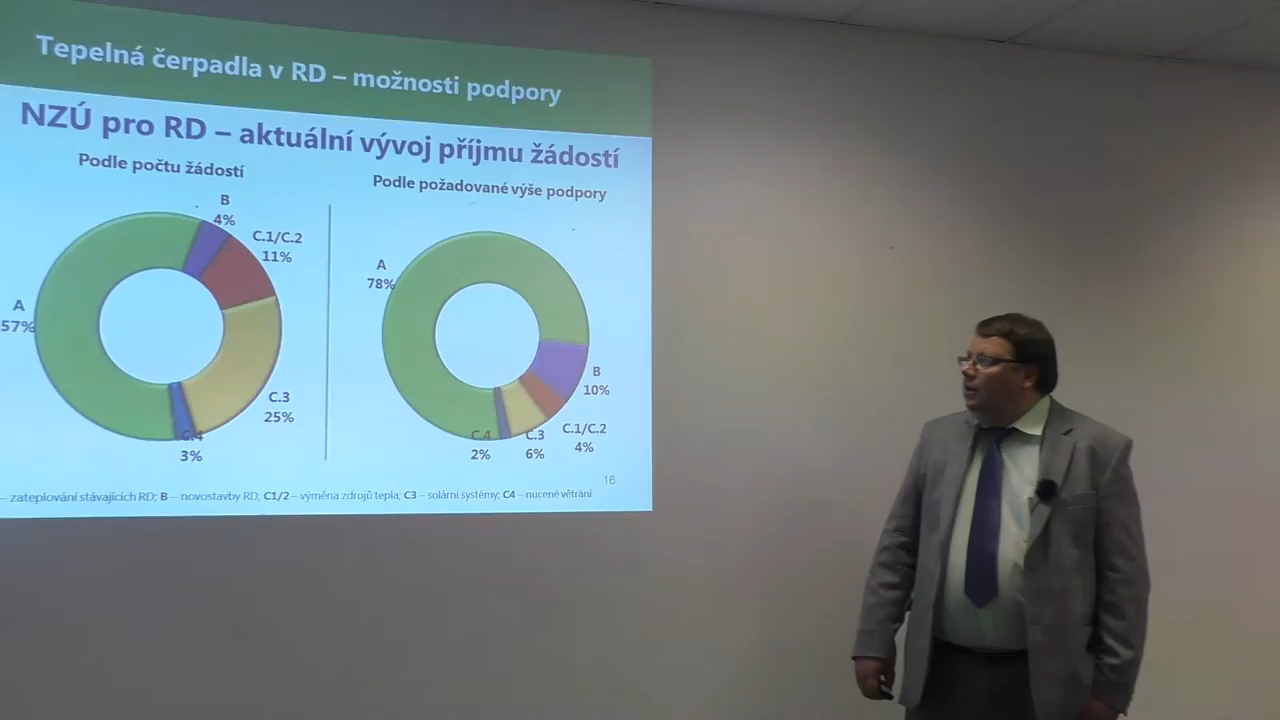 Tepelná čerpadla v RD – možnosti podpory
NZÚ pro RD – aktuální vývoj příjmu žádostí
Podle počtu žádostí
B
4%
C.1/C.2
11%
A
57%
C.3
25%
C.4
3%
Podle požadované výše podpory
A
78%
B
10%
C.1/C.2
4%
C.3
6%
C.4
2%
16
– zateplování stávajících RD; B – novostavby RD; C1/2 – výměna zdrojů tepla; C3 – solární systémy; C4 – nucené větrání